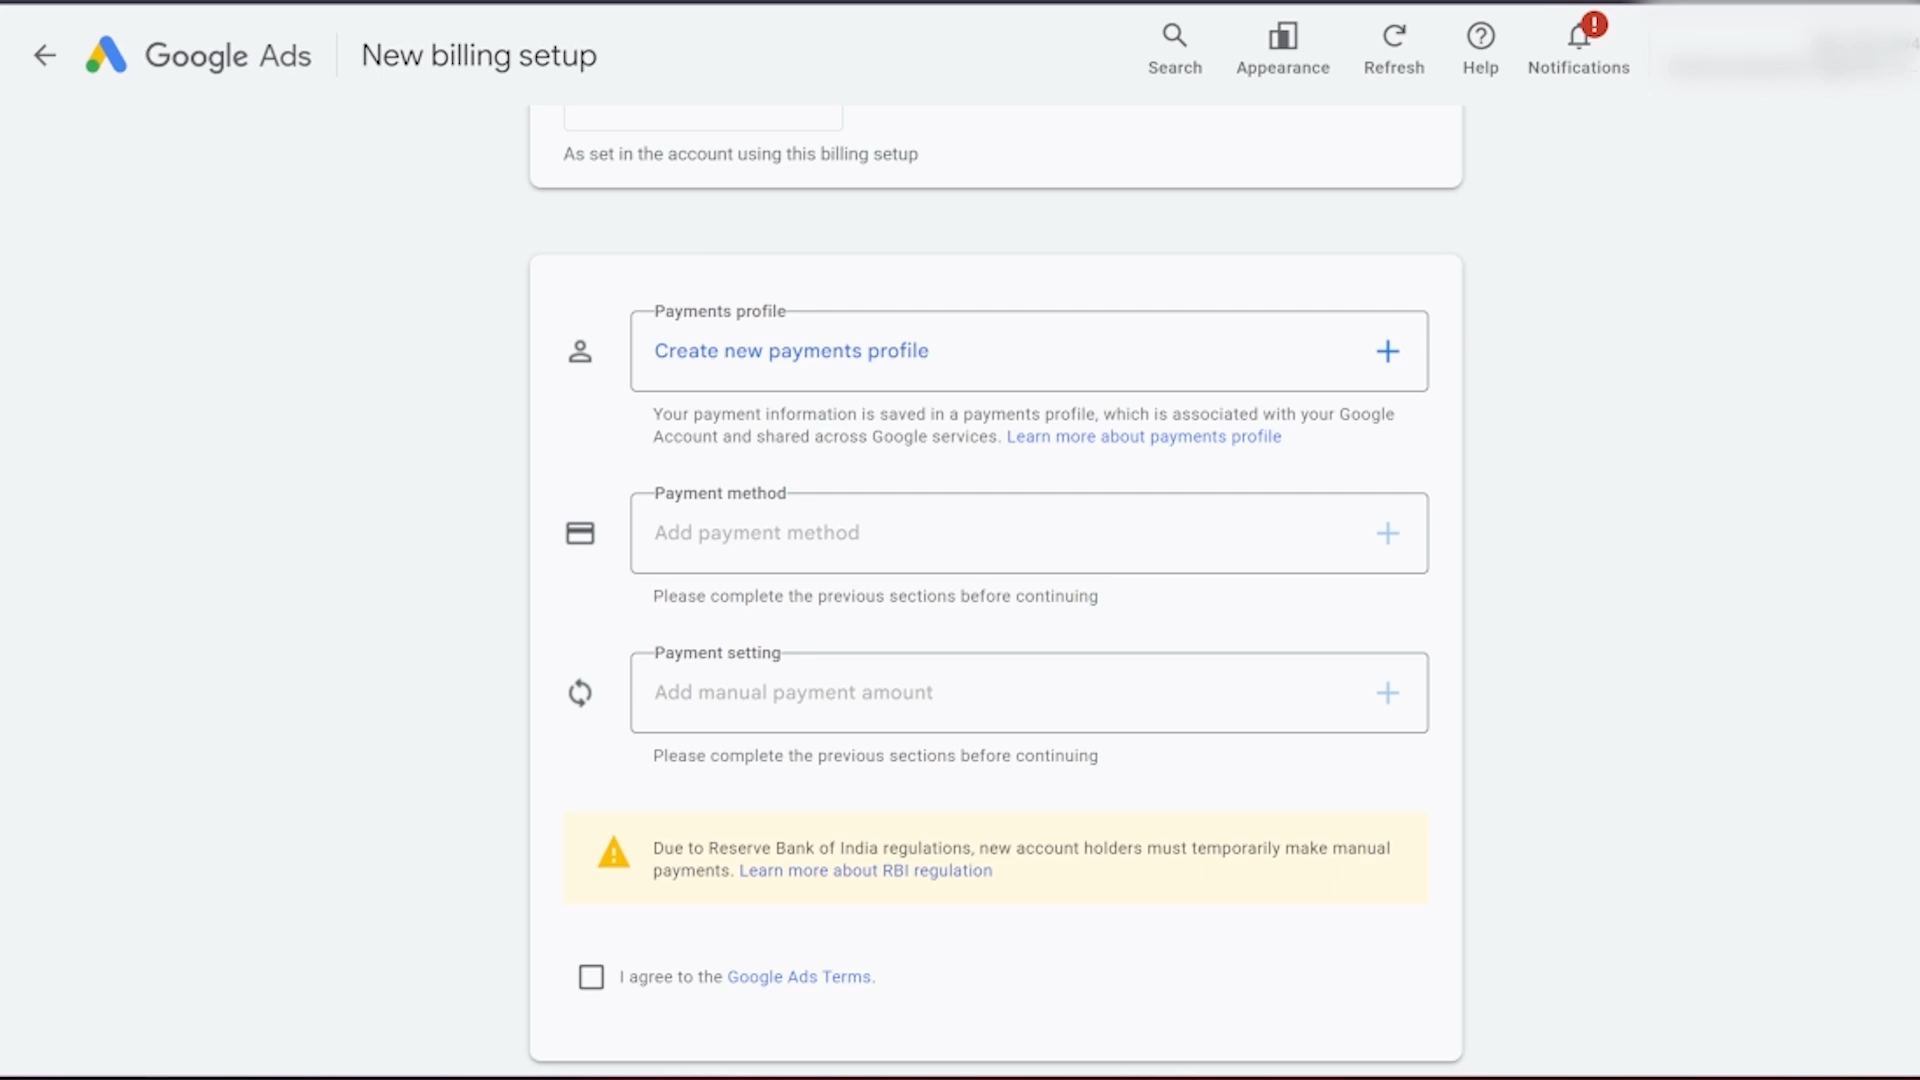 Google Ads
New billing setup
Search
Appearance
Refresh
Help
Notifications
As set in the account using this billing setup
Payments profile
Create new payments profile
Your payment information is saved in a payments profile, which is associated with your Google
Account and shared across Google services. Learn more about payments profile
Payment method
Add payment method
Please complete the previous sections before continuing
Payment setting
Add manual payment amount
Please complete the previous sections before continuing
Due to Reserve Bank of India regulations, new account holders must temporarily make manual
payments. Learn more about RBI regulation
I agree to the Google Ads Terms.